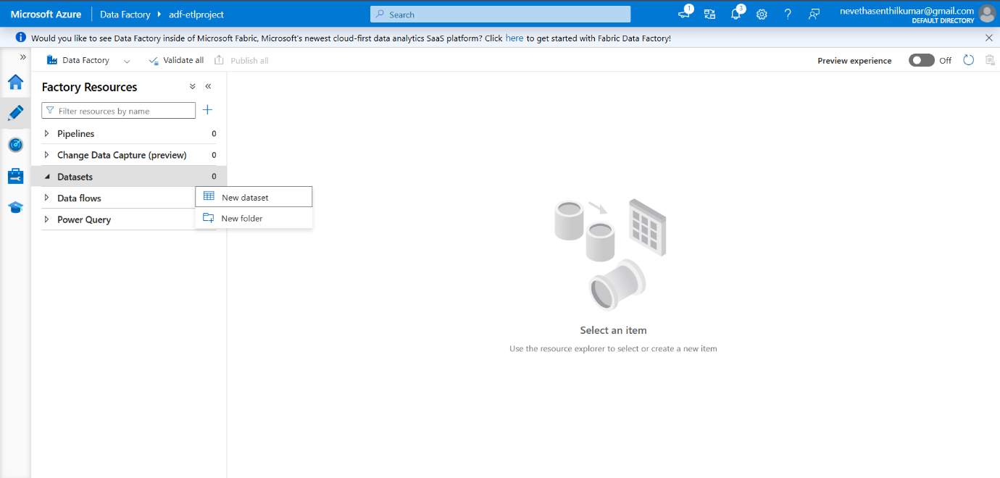 Microsoft Azure Data Factory adf-etlproject Search 1 3 nevethasenthilkumar@gmail.com
DEFAULT DIRECTORY
Would you like to see Data Factory inside of Microsoft Fabric, Microsoft's newest cloud-first data analytics SaaS platform? Click here to get started with Fabric Data Factory!
Data Factory Validate all Publish all Preview experience Off
Factory Resources
Filter resources by name
Pipelines 0
Change Data Capture (preview) 0
Datasets 0
New dataset
Data flows
New folder
Power Query
Select an item
Use the resource explorer to select or create a new item